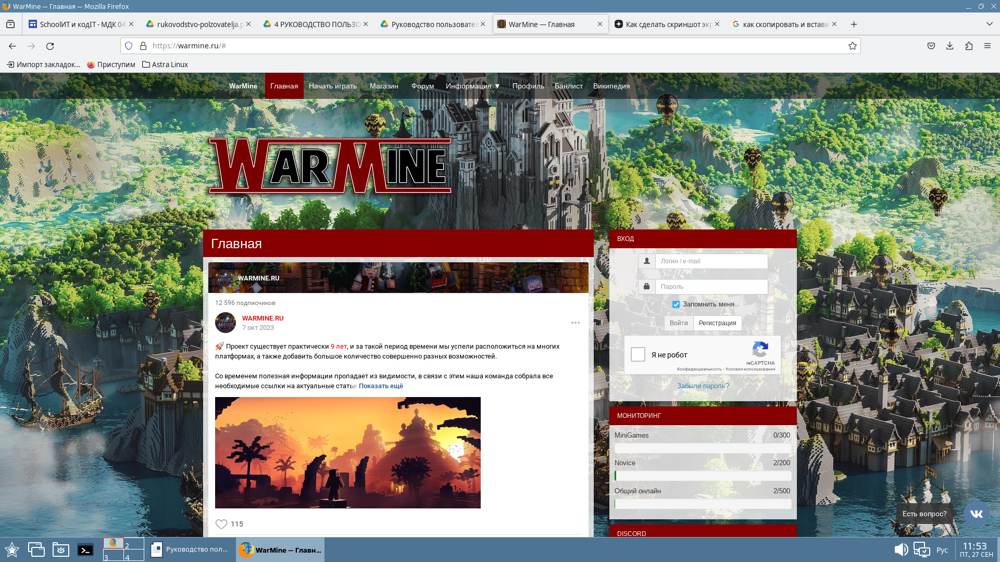 WarMine — Главная — Mozilla Firefox
SchoolИТ и кодIT - МДК 04
rukovodstvo-polzovatelja.p
4 РУКОВОДСТВО ПОЛЬЗО
Руководство пользовател
WarMine — Главная
Как сделать скриншот экр
как скопировать и встави
https://warmine.ru/#
Импорт закладок...
Приступим
Astra Linux
WarMine
Главная
Начать играть
Магазин
Форум
Информация ▼
Профиль
Банлист
Википедия
WARMINE
Главная
WARMINE.RU
12 596 подписчиков
WARMINE.RU
7 окт 2023
🚀 Проект существует практически 9 лет, и за такой период времени мы успели расположиться на многих
платформах, а также добавить большое количество совершенно разных возможностей.
Со временем полезная информации пропадает из видимости, в связи с этим наша команда собрала все
необходимые ссылки на актуальные статьи Показать ещё
115
ВХОД
Логин / e-mail
Пароль
Запомнить меня
Войти
Регистрация
Я не робот
reCAPTCHA
Конфиденциальность - Условия использования
Забыли пароль?
МОНИТОРИНГ
MiniGames 0/300
Novice 2/200
Общий онлайн 2/500
DISCORD
Есть вопрос?
2
3 4
Руководство пол...
WarMine — Главн...
Рус
11:53
ПТ, 27 СЕН